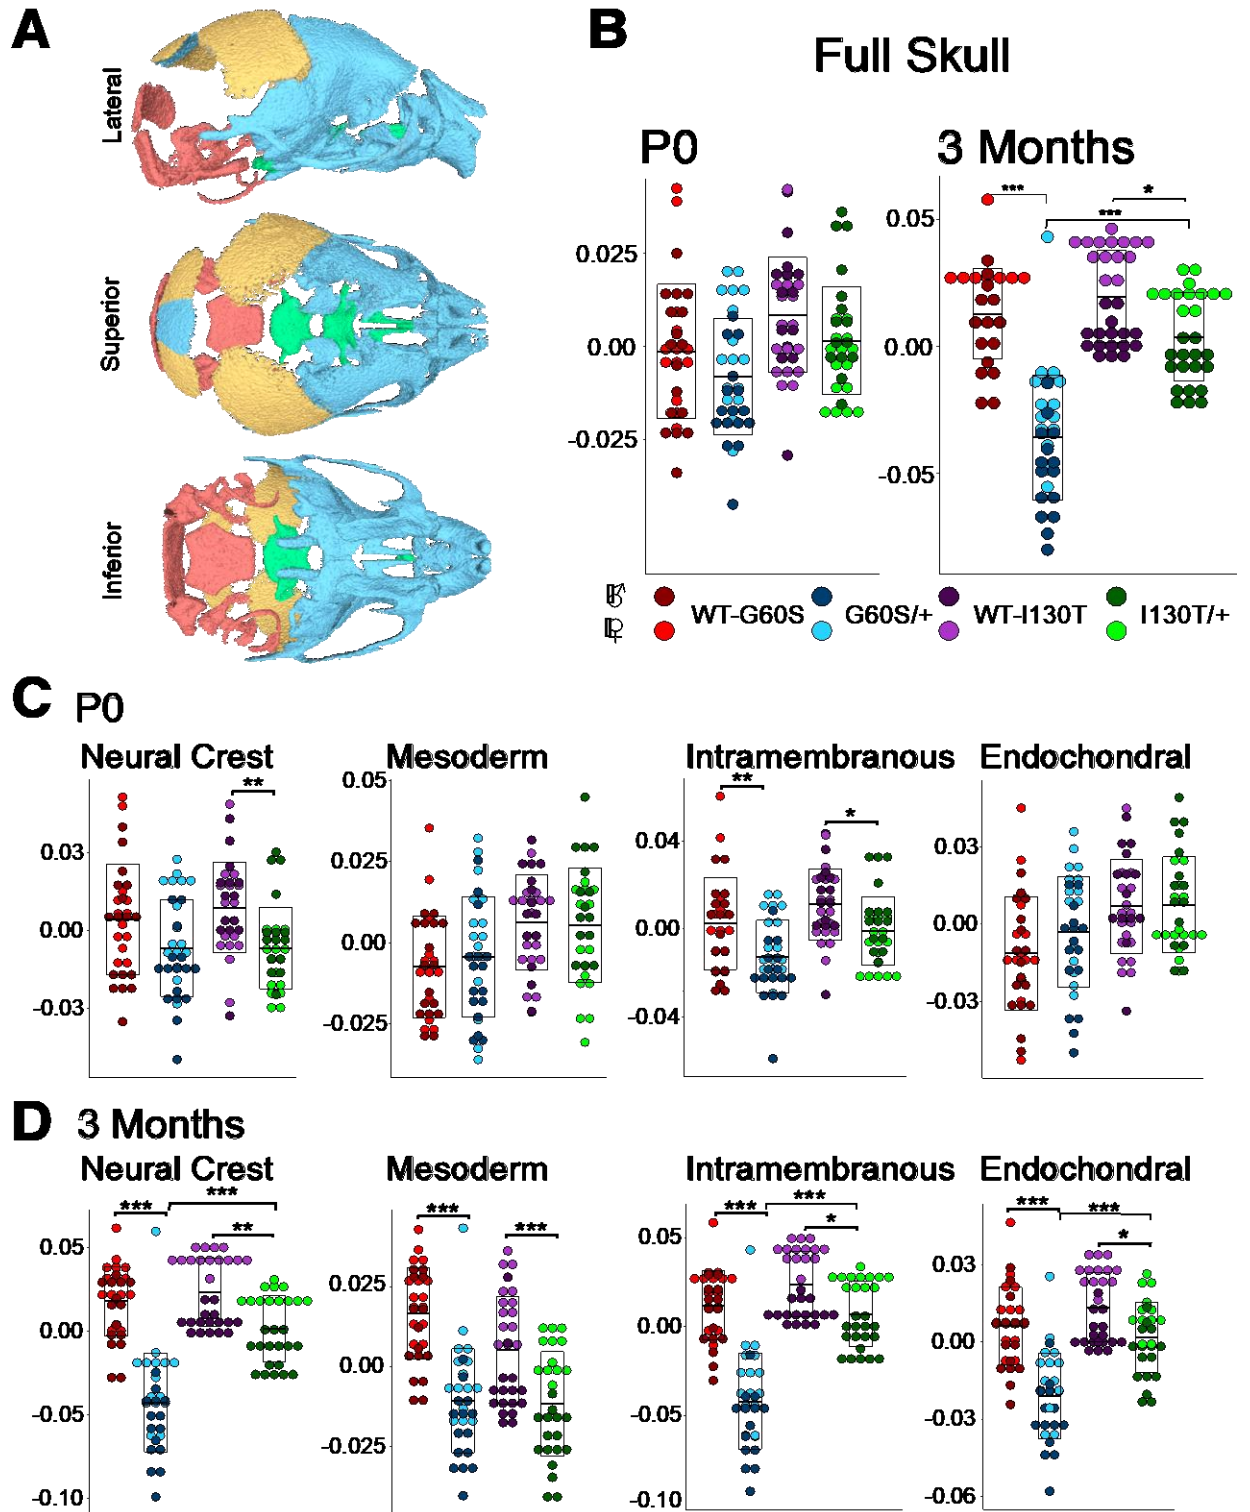 A
Lateral
Superior
Inferior
B
Full Skull
P0
3 Months
0.025
0.00
-0.025
0.05
0.00
-0.05
***
*
***
♂
♀
WT-G60S
G60S/+
WT-I130T
I130T/+
C P0
Neural Crest
Mesoderm
Intramembranous
Endochondral
0.03
0.00
-0.03
**
0.05
0.025
0.00
-0.025
0.04
0.00
-0.04
**
*
0.03
0.00
-0.03
D 3 Months
Neural Crest
Mesoderm
Intramembranous
Endochondral
0.05
0.00
-0.05
-0.10
***
***
**
0.025
0.00
-0.025
***
***
0.05
0.00
-0.05
-0.10
***
***
*
0.03
0.00
-0.03
-0.06
***
***
*